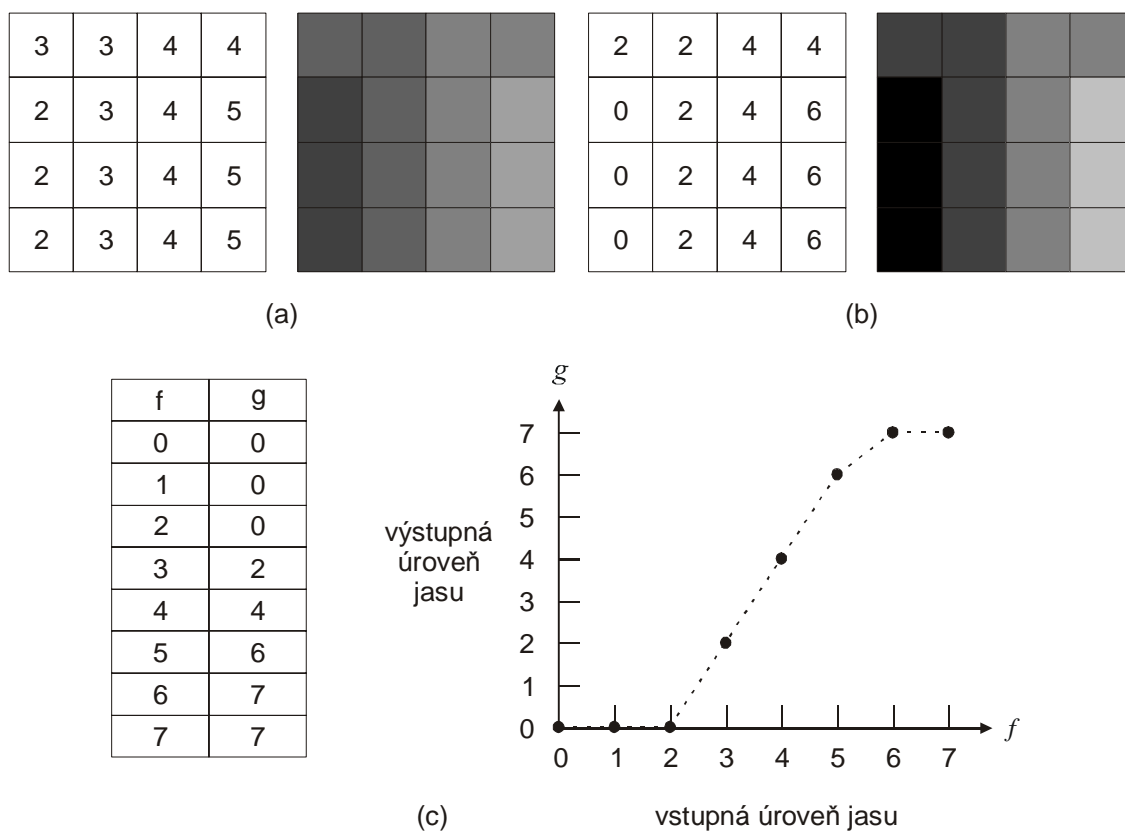 3 3 4 4
2 3 4 5
2 3 4 5
2 3 4 5
(a)
2 2 4 4
0 2 4 6
0 2 4 6
0 2 4 6
(b)
f g
0 0
1 0
2 0
3 2
4 4
5 6
6 7
7 7
g
7
6
5
4
3
2
1
0
výstupná
úroveň
jasu
0 1 2 3 4 5 6 7
f
vstupná úroveň jasu
(c)